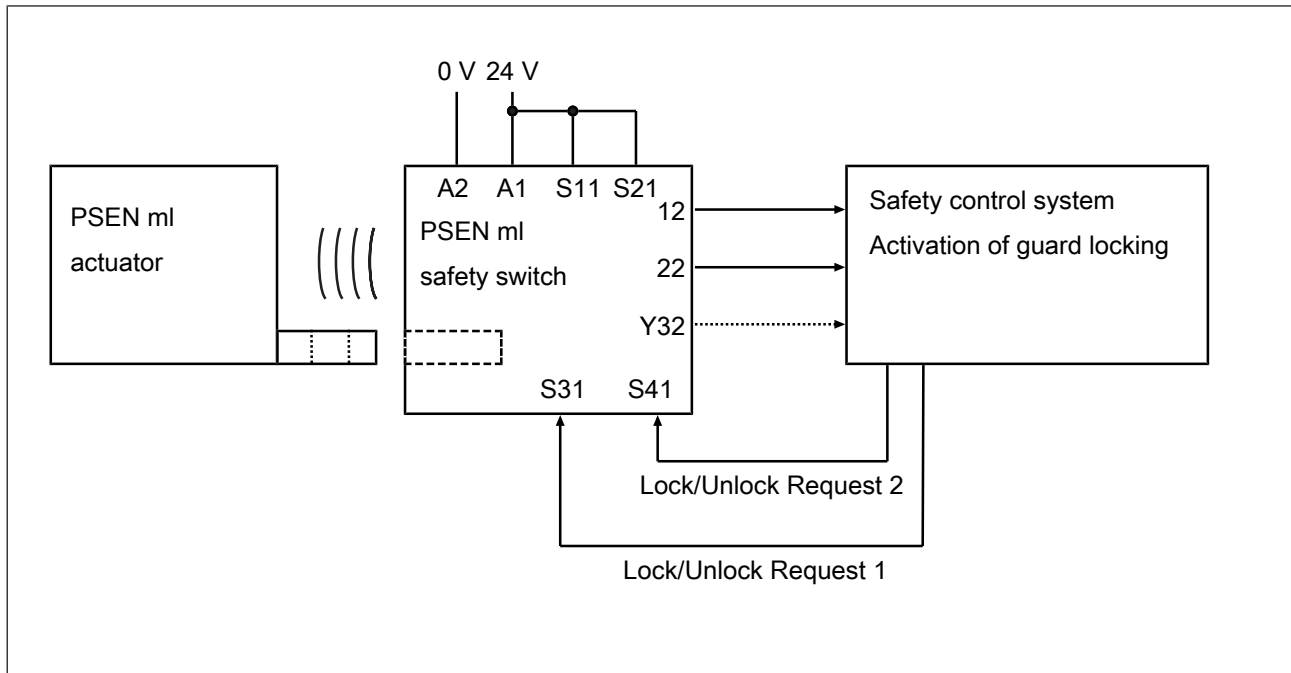 0 V 24 V
PSEN ml
actuator
A2 A1 S11 S21
PSEN ml
safety switch
12
22
Y32
S31 S41
Safety control system
Activation of guard locking
Lock/Unlock Request 2
Lock/Unlock Request 1